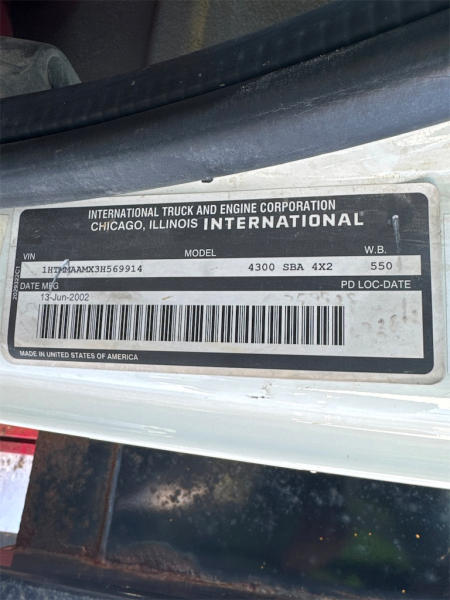 INTERNATIONAL TRUCK AND ENGINE CORPORATION
CHICAGO, ILLINOIS INTERNATIONAL®
VIN MODEL W.B.
1HTMMAAMX3H569914 4300 SBA 4X2 550
DATE MFG PD LOC-DATE
13-Jun-2002
MADE IN UNITED STATES OF AMERICA